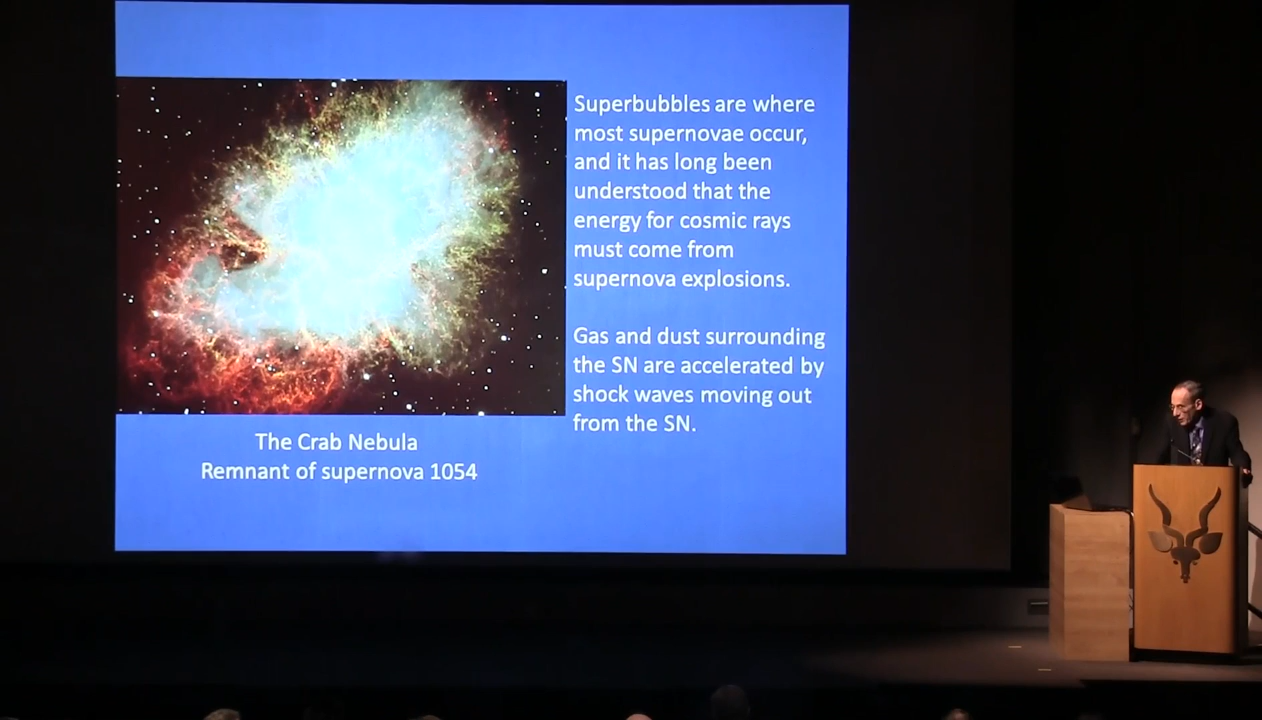 Superbubbles are where
most supernovae occur,
and it has long been
understood that the
energy for cosmic rays
must come from
supernova explosions.
Gas and dust surrounding
the SN are accelerated by
shock waves moving out
from the SN.
The Crab Nebula
Remnant of supernova 1054